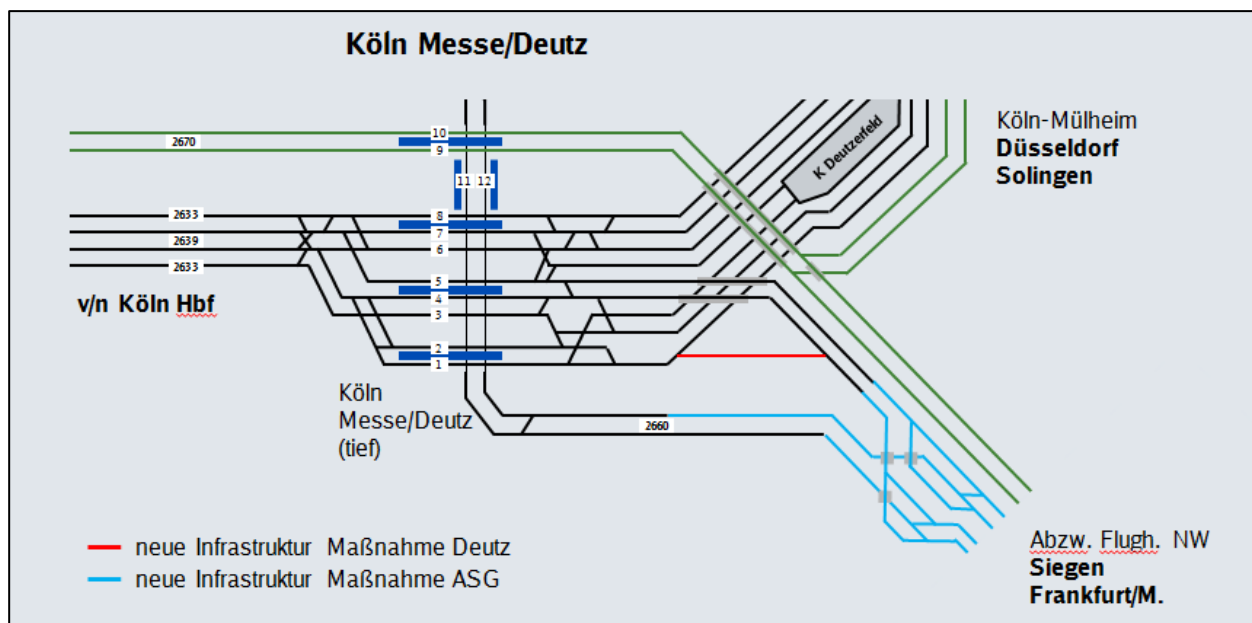 Köln Messe/Deutz
10
2670
9
K Deutzerfeld
Köln-Mülheim
Düsseldorf
Solingen
11 12
2633
8
7
2639
6
2633
5
v/n Köln Hbf
4
3
2
1
Köln
Messe/Deutz
(tief)
2660
neue Infrastruktur Maßnahme Deutz
neue Infrastruktur Maßnahme ASG
Abzw. Flugh. NW
Siegen
Frankfurt/M.